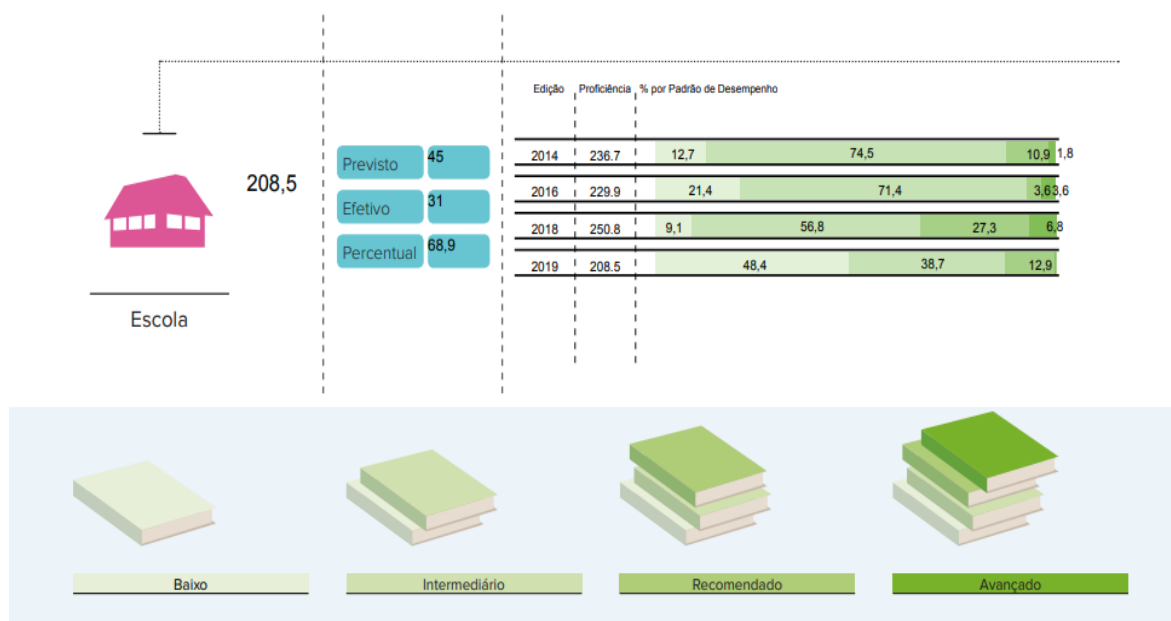 Edição Proficiência % por Padrão de Desempenho
208,5
Escola
Previsto 45
Efetivo 31
Percentual 68,9
2014 236.7 12,7 74,5 10,9 1,8
2016 229.9 21,4 71,4 3,6 3,6
2018 250.8 9,1 56,8 27,3 6,8
2019 208.5 48,4 38,7 12,9
Baixo Intermediário Recomendado Avançado